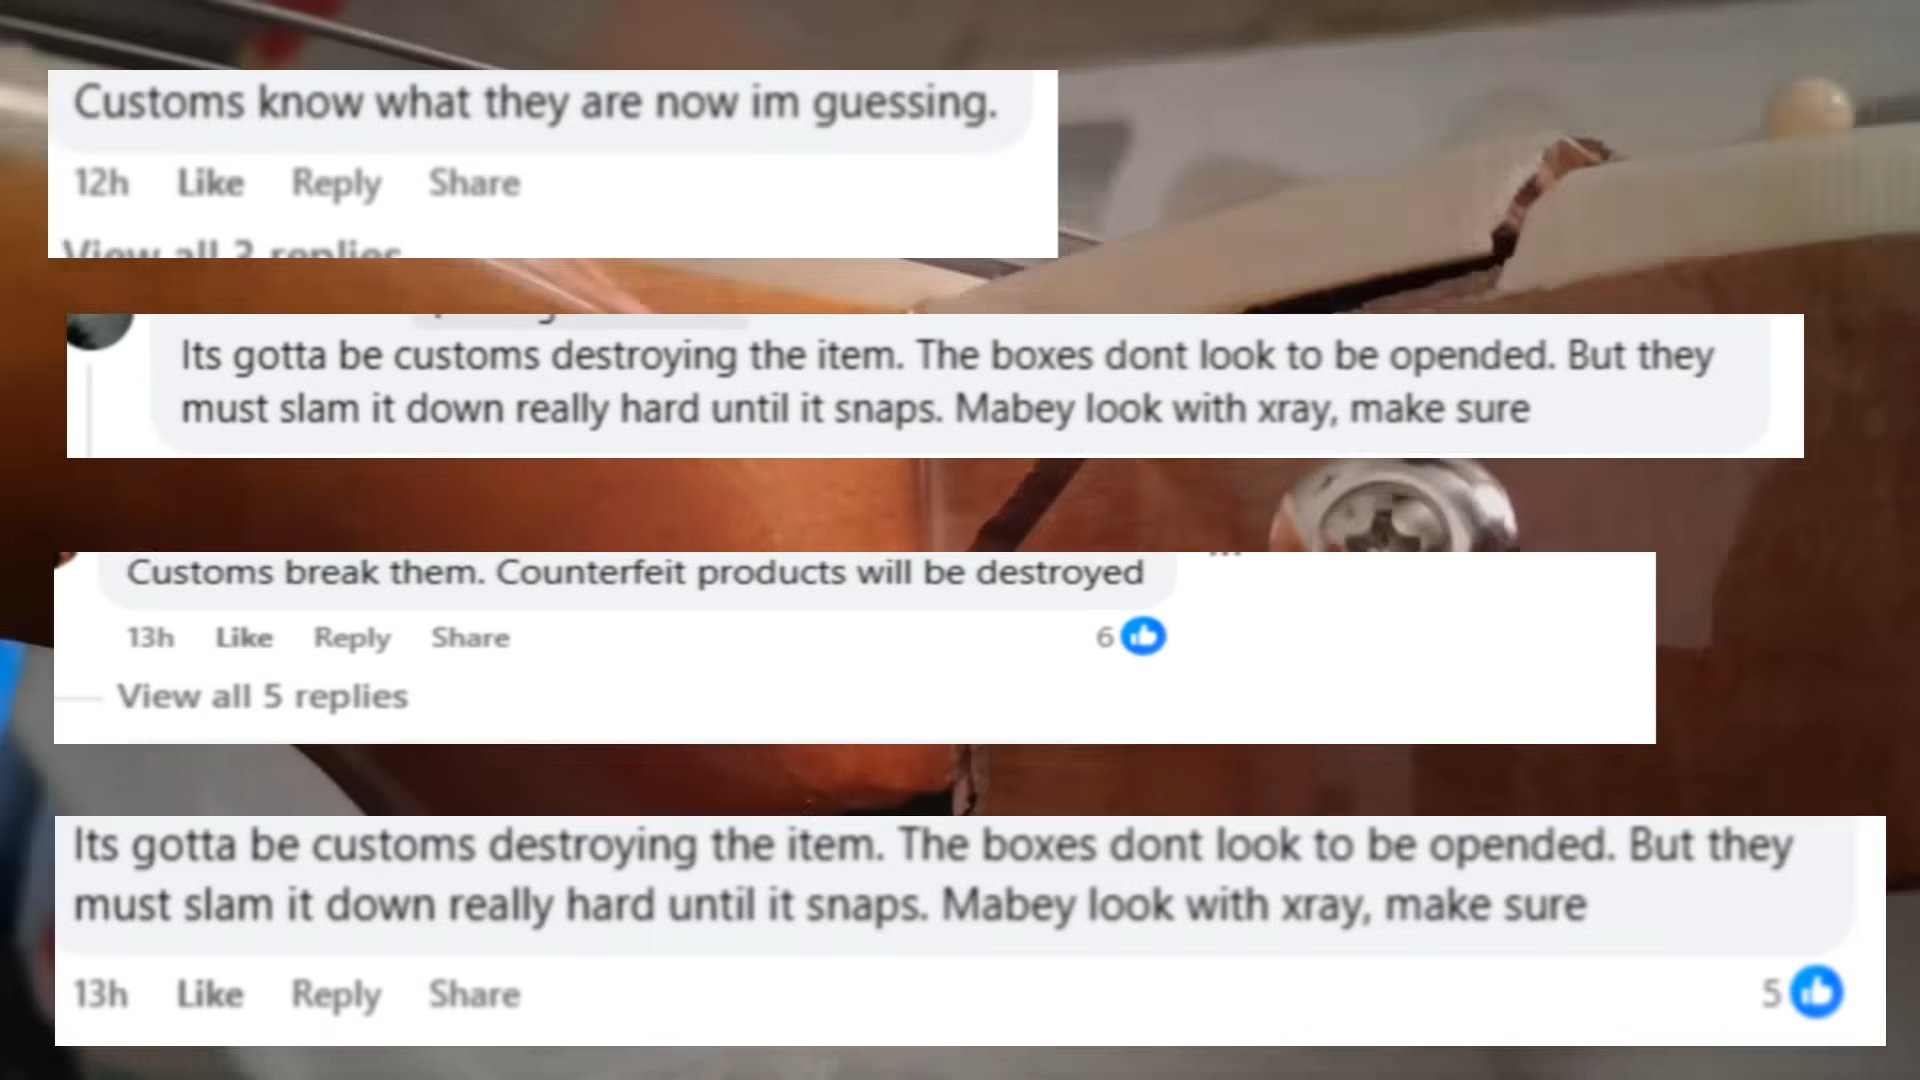 Customs know what they are now im guessing.
12h Like Reply Share
View all 3 replies
Its gotta be customs destroying the item. The boxes dont look to be opended. But they
must slam it down really hard until it snaps. Mabey look with xray, make sure
Customs break them. Counterfeit products will be destroyed
13h Like Reply Share 6
View all 5 replies
Its gotta be customs destroying the item. The boxes dont look to be opended. But they
must slam it down really hard until it snaps. Mabey look with xray, make sure
13h Like Reply Share 5